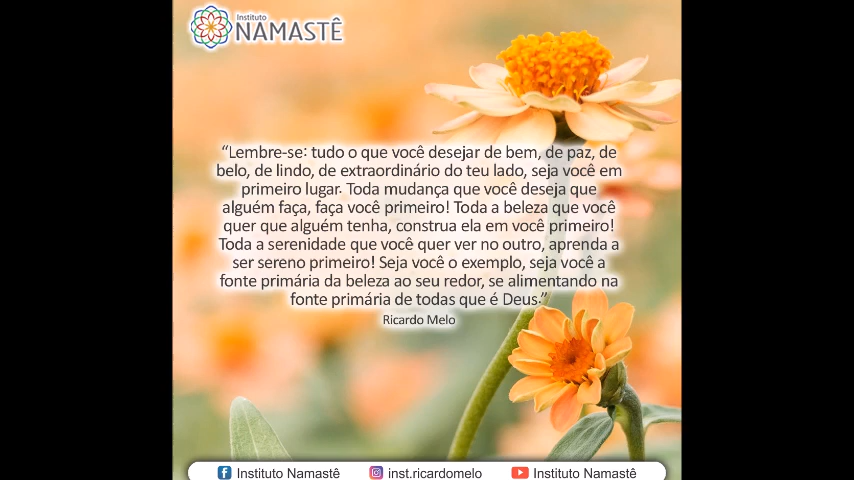 Instituto
NAMASTÊ
“Lembre-se: tudo o que você desejar de bem, de paz, de
belo, de lindo, de extraordinário do teu lado, seja você em
primeiro lugar. Toda mudança que você deseja que
alguém faça, faça você primeiro! Toda a beleza que você
quer que alguém tenha, construa ela em você primeiro!
Toda a serenidade que você quer ver no outro, aprenda a
ser sereno primeiro! Seja você o exemplo, seja você a
fonte primária da beleza ao seu redor, se alimentando na
fonte primária de todas que é Deus.”
Ricardo Melo
Instituto Namastê inst.ricardomelo Instituto Namastê